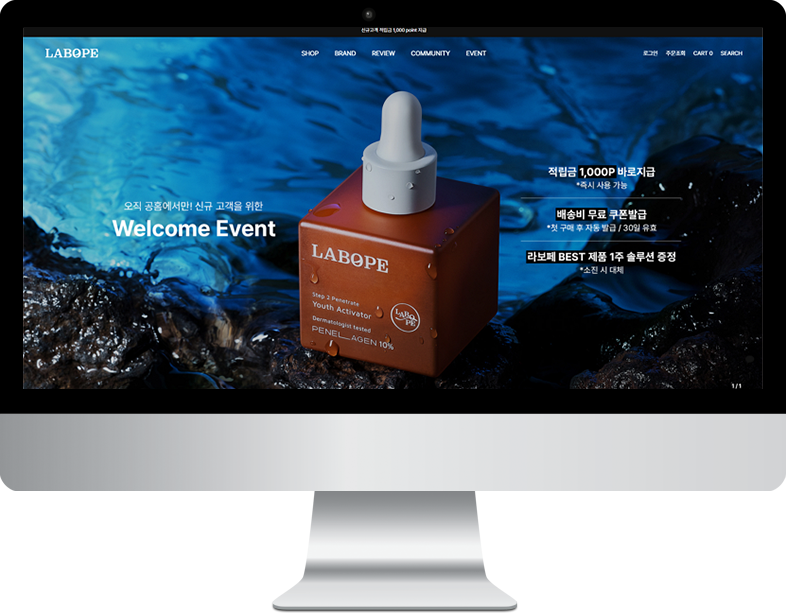 신규고객 적립금 1,000 point 지급
LABOPE
SHOP BRAND REVIEW COMMUNITY EVENT
로그인 주문조회 CART 0 SEARCH
오직 공홈에서만! 신규 고객을 위한
Welcome Event
LABOPE
Step 2.Penetrate
Youth Activator
Dermatologist tested
PENEL_AGEN 10%
LABO
PE
적립금 1,000P 바로지급
*즉시 사용 가능
배송비 무료 쿠폰발급
*첫 구매 후 자동 발급 / 30일 유효
라보페 BEST 제품 1주 솔루션 증정
*소진 시 대체
1/1